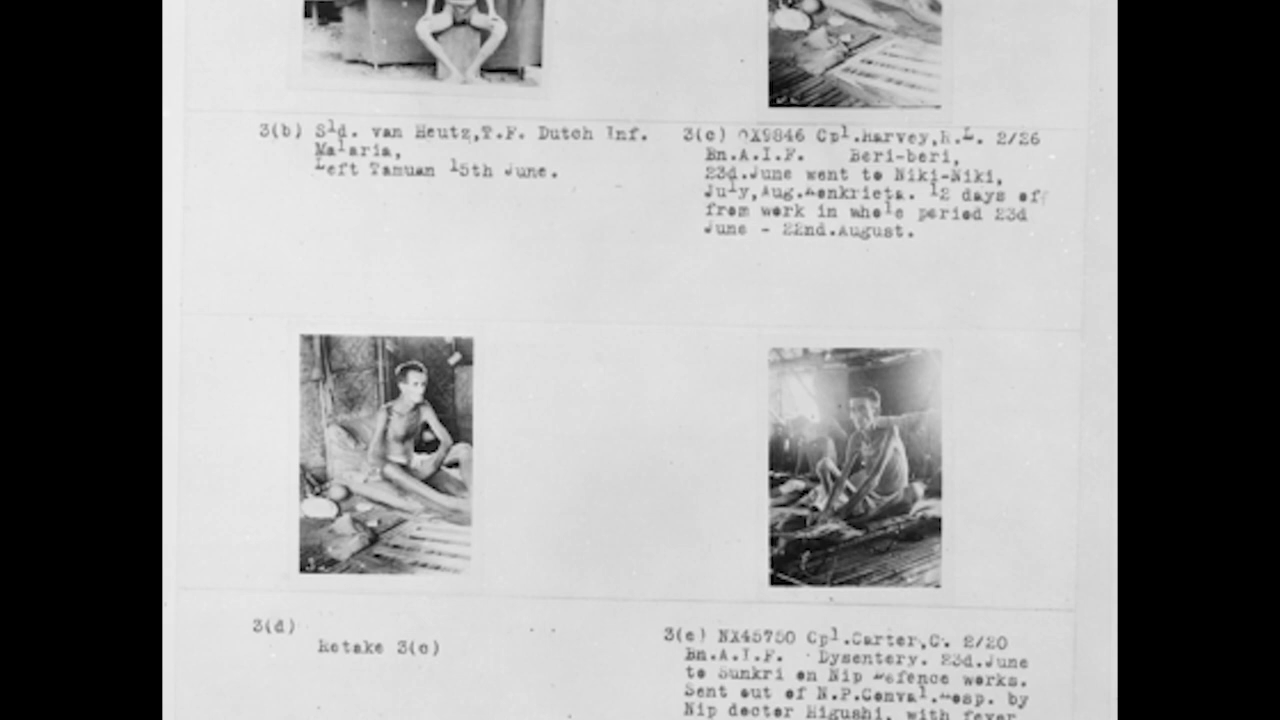 3(b) Sld. van Heutz,T.F. Dutch Inf.
Malaria,
Left Tamuan 15th June.
3(c) QX9846 Cpl.Harvey,R.L. 2/26
Bn.A.I.F. Beri-beri,
23d.June went to Niki-Niki,
July,Aug. 12 days off
from work in whole period 23d
June - 22nd.August.
3(d)
Retake 3(c)
3(e) NX45750 Cpl.Carter,C. 2/20
Bn.A.I.F. Dysentery. 23d.June
to Sunkri on Nip Defence works.
Sent out of N.P.Conval.Hosp. by
Nip doctor Higushi, with fever